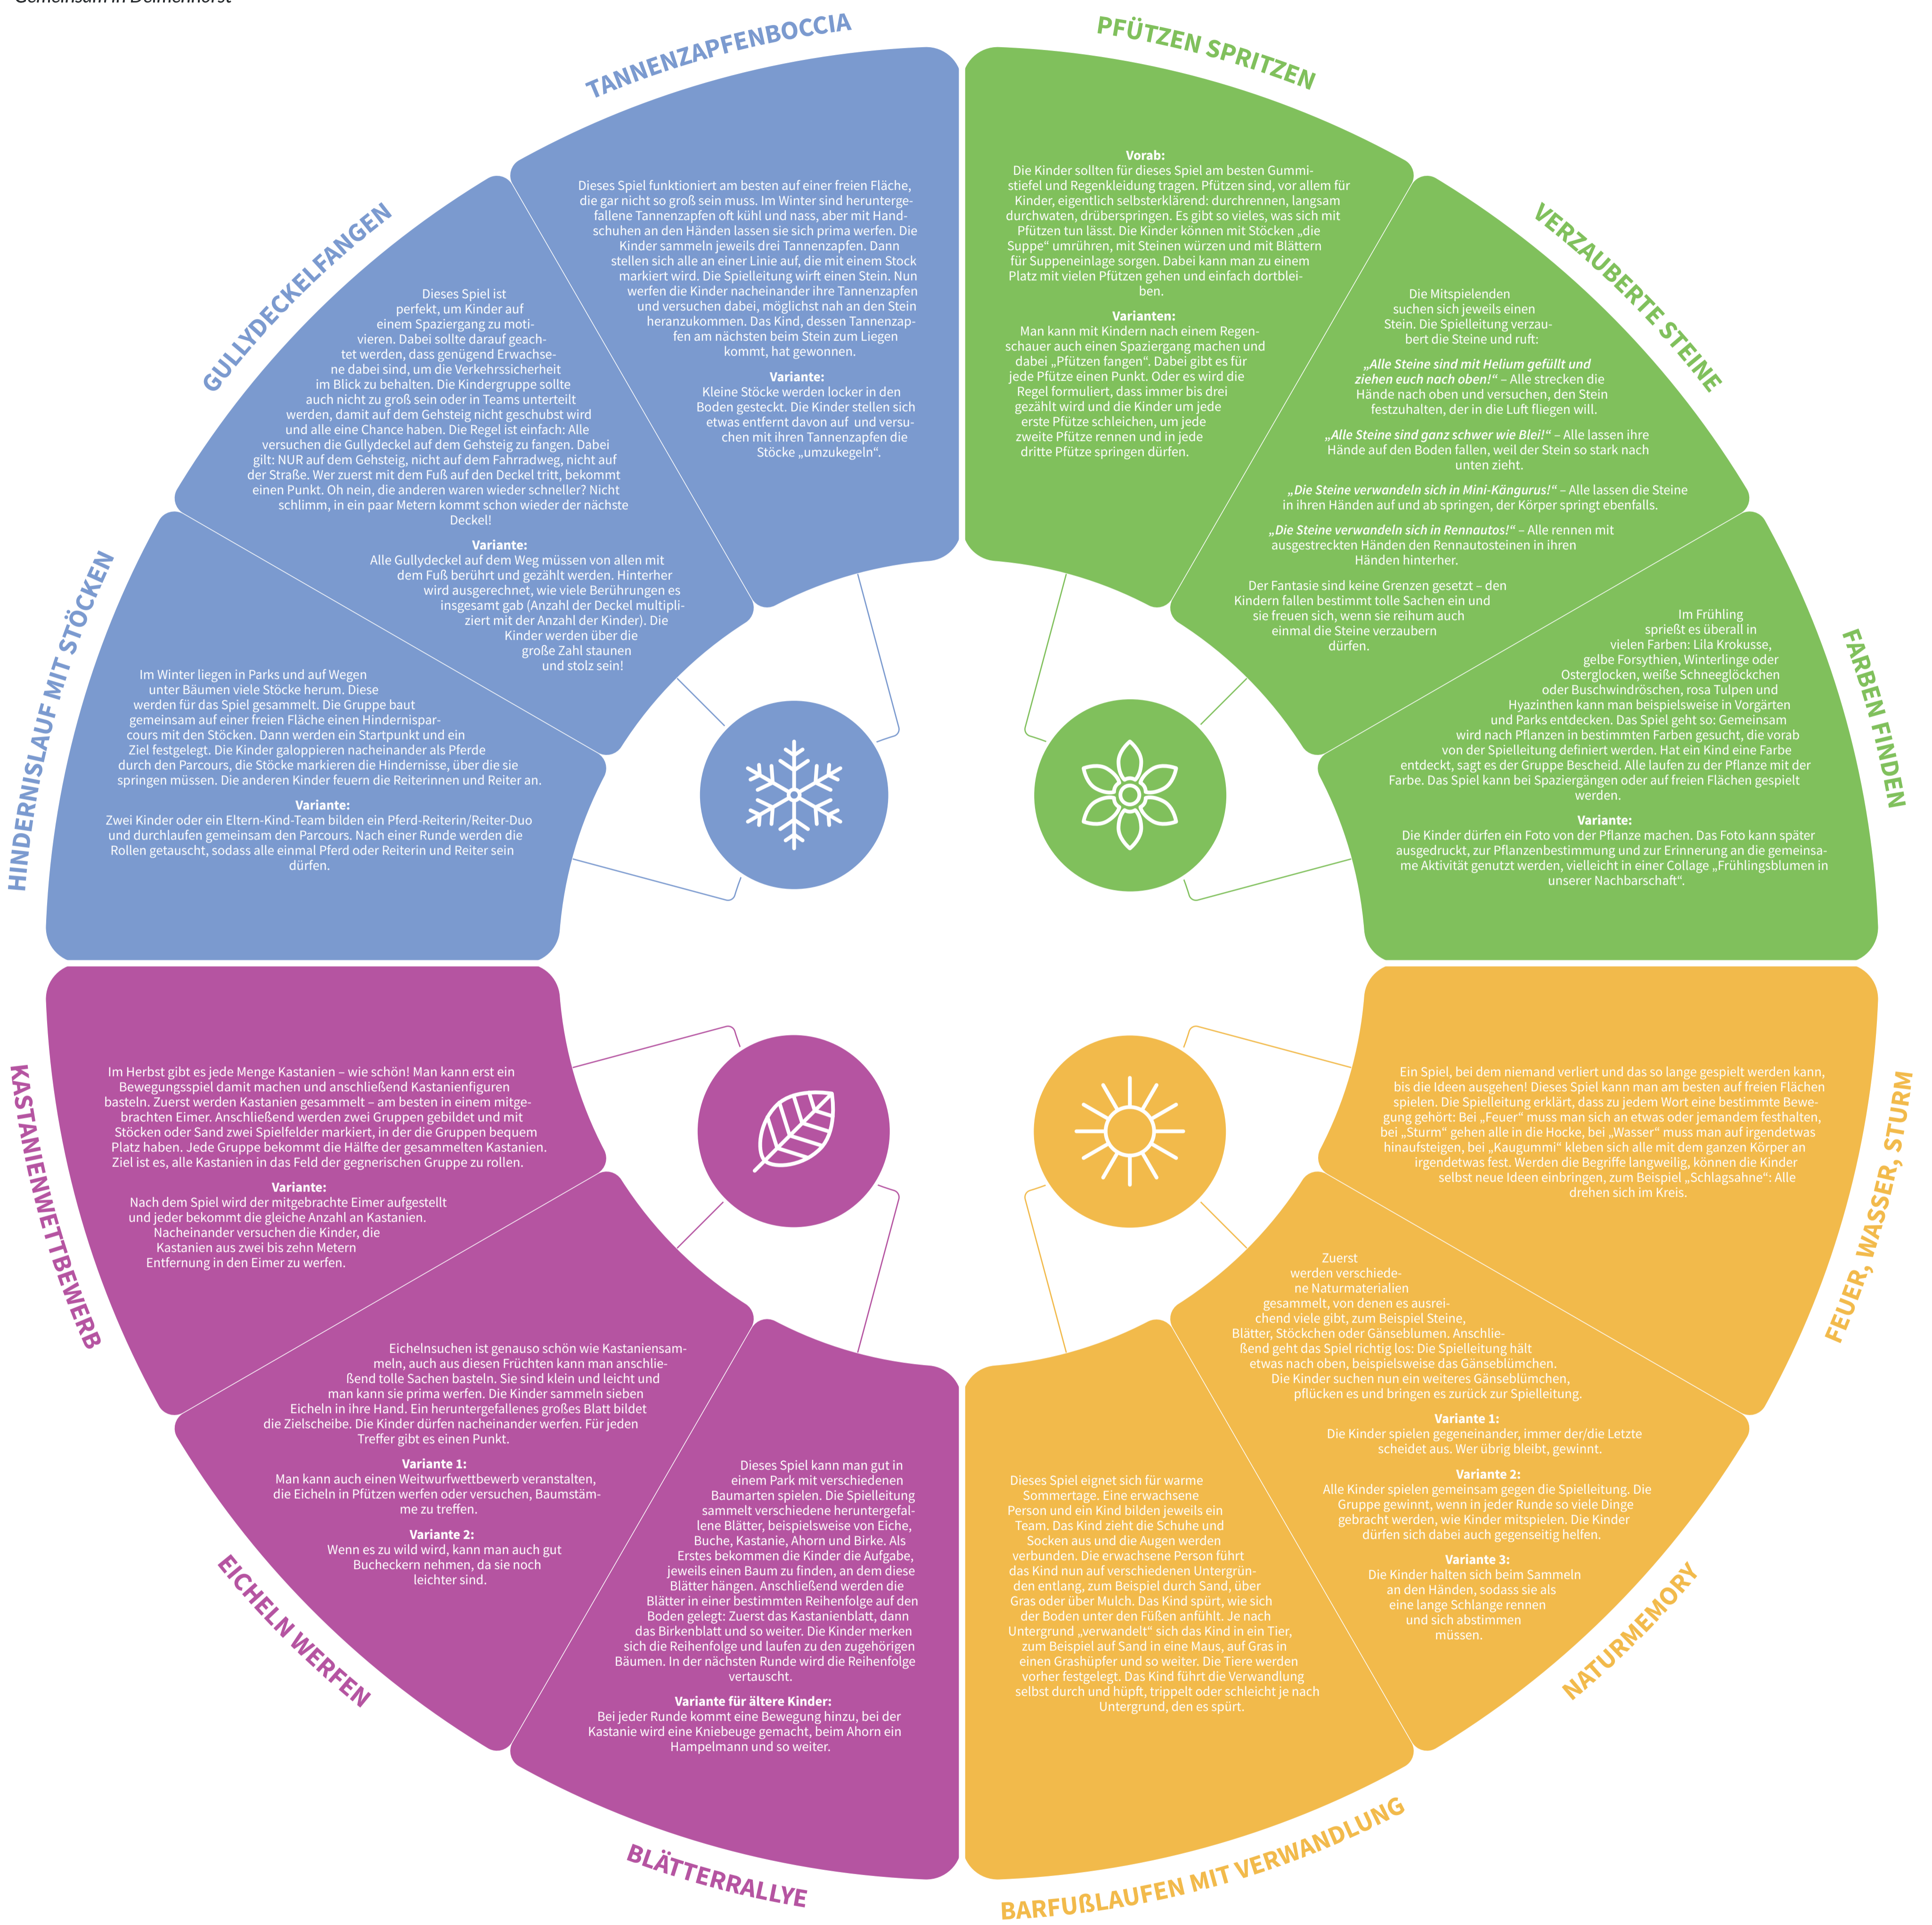 Gemeinsam in Delmenhorst
TANNENZAPFENBOCCIA
Dieses Spiel funktioniert am besten auf einer freien Fläche,
die gar nicht so groß sein muss. Im Winter sind herunterge-
fallene Tannenzapfen oft kühl und nass, aber mit Hand-
schuhen an den Händen lassen sie sich prima werfen. Die
Kinder sammeln jeweils drei Tannenzapfen. Dann
stellen sich alle an einer Linie auf, die mit einem Stock
markiert wird. Die Spielleitung wirft einen Stein. Nun
werfen die Kinder nacheinander ihre Tannenzapfen
und versuchen dabei, möglichst nah an den Stein
heranzukommen. Das Kind, dessen Tannenzap-
fen am nächsten beim Stein zum Liegen
kommt, hat gewonnen.
Variante:
Kleine Stöcke werden locker in den
Boden gesteckt. Die Kinder stellen sich
etwas entfernt davon auf und versu-
chen mit ihren Tannenzapfen die
Stöcke „umzukegeln“.
PFÜTZEN SPRITZEN
Vorab:
Die Kinder sollten für dieses Spiel am besten Gummi-
stiefel und Regenkleidung tragen. Pfützen sind, vor allem für
Kinder, eigentlich selbsterklärend: durchrennen, langsam
durchwaten, drüberspringen. Es gibt so vieles, was sich mit
Pfützen tun lässt. Die Kinder können mit Stöcken „die
Suppe“ umrühren, mit Steinen würzen und mit Blättern
für Suppeneinlage sorgen. Dabei kann man zu einem
Platz mit vielen Pfützen gehen und einfach dortblei-
ben.
Varianten:
Man kann mit Kindern nach einem Regen-
schauer auch einen Spaziergang machen und
dabei „Pfützen fangen“. Dabei gibt es für
jede Pfütze einen Punkt. Oder es wird die
Regel formuliert, dass immer bis drei
gezählt wird und die Kinder um jede
erste Pfütze schleichen, um jede
zweite Pfütze rennen und in jede
dritte Pfütze springen dürfen.
VERZAUBERTE STEINE
Die Mitspielenden
suchen sich jeweils einen
Stein. Die Spielleitung verzau-
bert die Steine und ruft:
„Alle Steine sind mit Helium gefüllt und
ziehen euch nach oben!“ – Alle strecken die
Hände nach oben und versuchen, den Stein
festzuhalten, der in die Luft fliegen will.
„Alle Steine sind ganz schwer wie Blei!“ – Alle lassen ihre
Hände auf den Boden fallen, weil der Stein so stark nach
unten zieht.
„Die Steine verwandeln sich in Mini-Kängurus!“ – Alle lassen die Steine
in ihren Händen auf und ab springen, der Körper springt ebenfalls.
„Die Steine verwandeln sich in Rennautos!“ – Alle rennen mit
ausgestreckten Händen den Rennautosteinen in ihren
Händen hinterher.
Der Fantasie sind keine Grenzen gesetzt – den
Kindern fallen bestimmt tolle Sachen ein und
sie freuen sich, wenn sie reihum auch
einmal die Steine verzaubern
dürfen.
FARBEN FINDEN
Im Frühling
sprießt es überall in
vielen Farben: Lila Krokusse,
gelbe Forsythien, Winterlinge oder
Osterglocken, weiße Schneeglöckchen
oder Buschwindröschen, rosa Tulpen und
Hyazinthen kann man beispielsweise in Vorgärten
und Parks entdecken. Das Spiel geht so: Gemeinsam
wird nach Pflanzen in bestimmten Farben gesucht, die vorab
von der Spielleitung definiert werden. Hat ein Kind eine Farbe
entdeckt, sagt es der Gruppe Bescheid. Alle laufen zu der Pflanze mit der
Farbe. Das Spiel kann bei Spaziergängen oder auf freien Flächen gespielt
werden.
Variante:
Die Kinder dürfen ein Foto von der Pflanze machen. Das Foto kann später
ausgedruckt, zur Pflanzenbestimmung und zur Erinnerung an die gemeinsa-
me Aktivität genutzt werden, vielleicht in einer Collage „Frühlingsblumen in
unserer Nachbarschaft“.
GULLYDECKELFANGEN
Dieses Spiel ist
perfekt, um Kinder auf
einem Spaziergang zu moti-
vieren. Dabei sollte darauf geach-
tet werden, dass genügend Erwachse-
ne dabei sind, um die Verkehrssicherheit
im Blick zu behalten. Die Kindergruppe sollte
auch nicht zu groß sein oder in Teams unterteilt
werden, damit auf dem Gehsteig nicht geschubst wird
und alle eine Chance haben. Die Regel ist einfach: Alle
versuchen die Gullydeckel auf dem Gehsteig zu fangen. Dabei
gilt: NUR auf dem Gehsteig, nicht auf dem Fahrradweg, nicht auf
der Straße. Wer zuerst mit dem Fuß auf den Deckel tritt, bekommt
einen Punkt. Oh nein, die anderen waren wieder schneller? Nicht
schlimm, in ein paar Metern kommt schon wieder der nächste
Deckel!
Variante:
Alle Gullydeckel auf dem Weg müssen von allen mit
dem Fuß berührt und gezählt werden. Hinterher
wird ausgerechnet, wie viele Berührungen es
insgesamt gab (Anzahl der Deckel multipli-
ziert mit der Anzahl der Kinder). Die
Kinder werden über die
große Zahl staunen
und stolz sein!
HINDERNISLAUF MIT STÖCKEN
Im Winter liegen in Parks und auf Wegen
unter Bäumen viele Stöcke herum. Diese
werden für das Spiel gesammelt. Die Gruppe baut
gemeinsam auf einer freien Fläche einen Hindernispar-
cours mit den Stöcken. Dann werden ein Startpunkt und ein
Ziel festgelegt. Die Kinder galoppieren nacheinander als Pferde
durch den Parcours, die Stöcke markieren die Hindernisse, über die sie
springen müssen. Die anderen Kinder feuern die Reiterinnen und Reiter an.
Variante:
Zwei Kinder oder ein Eltern-Kind-Team bilden ein Pferd-Reiterin/Reiter-Duo
und durchlaufen gemeinsam den Parcours. Nach einer Runde werden die
Rollen getauscht, sodass alle einmal Pferd oder Reiterin und Reiter sein
dürfen.
KASTANIENWETTBEWERB
Im Herbst gibt es jede Menge Kastanien – wie schön! Man kann erst ein
Bewegungsspiel damit machen und anschließend Kastanienfiguren
basteln. Zuerst werden Kastanien gesammelt – am besten in einem mitge-
brachten Eimer. Anschließend werden zwei Gruppen gebildet und mit
Stöcken oder Sand zwei Spielfelder markiert, in der die Gruppen bequem
Platz haben. Jede Gruppe bekommt die Hälfte der gesammelten Kastanien.
Ziel ist es, alle Kastanien in das Feld der gegnerischen Gruppe zu rollen.
Variante:
Nach dem Spiel wird der mitgebrachte Eimer aufgestellt
und jeder bekommt die gleiche Anzahl an Kastanien.
Nacheinander versuchen die Kinder, die
Kastanien aus zwei bis zehn Metern
Entfernung in den Eimer zu werfen.
EICHELN WERFEN
Eichelnsuchen ist genauso schön wie Kastaniensam-
meln, auch aus diesen Früchten kann man anschlie-
ßend tolle Sachen basteln. Sie sind klein und leicht und
man kann sie prima werfen. Die Kinder sammeln sieben
Eicheln in ihre Hand. Ein heruntergefallenes großes Blatt bildet
die Zielscheibe. Die Kinder dürfen nacheinander werfen. Für jeden
Treffer gibt es einen Punkt.
Variante 1:
Man kann auch einen Weitwurfwettbewerb veranstalten,
die Eicheln in Pfützen werfen oder versuchen, Baumstäm-
me zu treffen.
Variante 2:
Wenn es zu wild wird, kann man auch gut
Bucheckern nehmen, da sie noch
leichter sind.
BLÄTTERRALLYE
Dieses Spiel kann man gut in
einem Park mit verschiedenen
Baumarten spielen. Die Spielleitung
sammelt verschiedene heruntergefal-
lene Blätter, beispielsweise von Eiche,
Buche, Kastanie, Ahorn und Birke. Als
Erstes bekommen die Kinder die Aufgabe,
jeweils einen Baum zu finden, an dem diese
Blätter hängen. Anschließend werden die
Blätter in einer bestimmten Reihenfolge auf den
Boden gelegt: Zuerst das Kastanienblatt, dann
das Birkenblatt und so weiter. Die Kinder merken
sich die Reihenfolge und laufen zu den zugehörigen
Bäumen. In der nächsten Runde wird die Reihenfolge
vertauscht.
Variante für ältere Kinder:
Bei jeder Runde kommt eine Bewegung hinzu, bei der
Kastanie wird eine Kniebeuge gemacht, beim Ahorn ein
Hampelmann und so weiter.
FEUER, WASSER, STURM
Ein Spiel, bei dem niemand verliert und das so lange gespielt werden kann,
bis die Ideen ausgehen! Dieses Spiel kann man am besten auf freien Flächen
spielen. Die Spielleitung erklärt, dass zu jedem Wort eine bestimmte Bewe-
gung gehört: Bei „Feuer“ muss man sich an etwas oder jemandem festhalten,
bei „Sturm“ gehen alle in die Hocke, bei „Wasser“ muss man auf irgendetwas
hinaufsteigen, bei „Kaugummi“ kleben sich alle mit dem ganzen Körper an
irgendetwas fest. Werden die Begriffe langweilig, können die Kinder
selbst neue Ideen einbringen, zum Beispiel „Schlagsahne“: Alle
drehen sich im Kreis.
NATURMEMORY
Zuerst
werden verschiede-
ne Naturmaterialien
gesammelt, von denen es ausrei-
chend viele gibt, zum Beispiel Steine,
Blätter, Stöckchen oder Gänseblumen. Anschlie-
ßend geht das Spiel richtig los: Die Spielleitung hält
etwas nach oben, beispielsweise das Gänseblümchen.
Die Kinder suchen nun ein weiteres Gänseblümchen,
pflücken es und bringen es zurück zur Spielleitung.
Variante 1:
Die Kinder spielen gegeneinander, immer der/die Letzte
scheidet aus. Wer übrig bleibt, gewinnt.
Variante 2:
Alle Kinder spielen gemeinsam gegen die Spielleitung. Die
Gruppe gewinnt, wenn in jeder Runde so viele Dinge
gebracht werden, wie Kinder mitspielen. Die Kinder
dürfen sich dabei auch gegenseitig helfen.
Variante 3:
Die Kinder halten sich beim Sammeln
an den Händen, sodass sie als
eine lange Schlange rennen
und sich abstimmen
müssen.
BARFUßLAUFEN MIT VERWANDLUNG
Dieses Spiel eignet sich für warme
Sommertage. Eine erwachsene
Person und ein Kind bilden jeweils ein
Team. Das Kind zieht die Schuhe und
Socken aus und die Augen werden
verbunden. Die erwachsene Person führt
das Kind nun auf verschiedenen Untergrün-
den entlang, zum Beispiel durch Sand, über
Gras oder über Mulch. Das Kind spürt, wie sich
der Boden unter den Füßen anfühlt. Je nach
Untergrund „verwandelt“ sich das Kind in ein Tier,
zum Beispiel auf Sand in eine Maus, auf Gras in
einen Grashüpfer und so weiter. Die Tiere werden
vorher festgelegt. Das Kind führt die Verwandlung
selbst durch und hüpft, trippelt oder schleicht je nach
Untergrund, den es spürt.